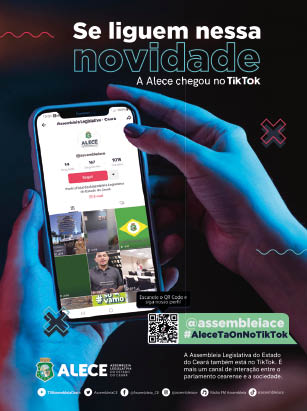 Se liguem nessa
novidade
A Alece chegou no TikTok
Assembleia Legislativa - Ceará
ALECE
@assembleiace
Seguir
Escaneie o QR Code e
siga nosso perfil
@assembleiace
#AleceTaOnNoTikTok
A Assembleia Legislativa do Estado
do Ceará também está no TikTok. É
mais um canal de interação entre o
parlamento cearense e a sociedade.
ALECE
ASSEMBLEIA
LEGISLATIVA
DO ESTADO
DO CEARÁ